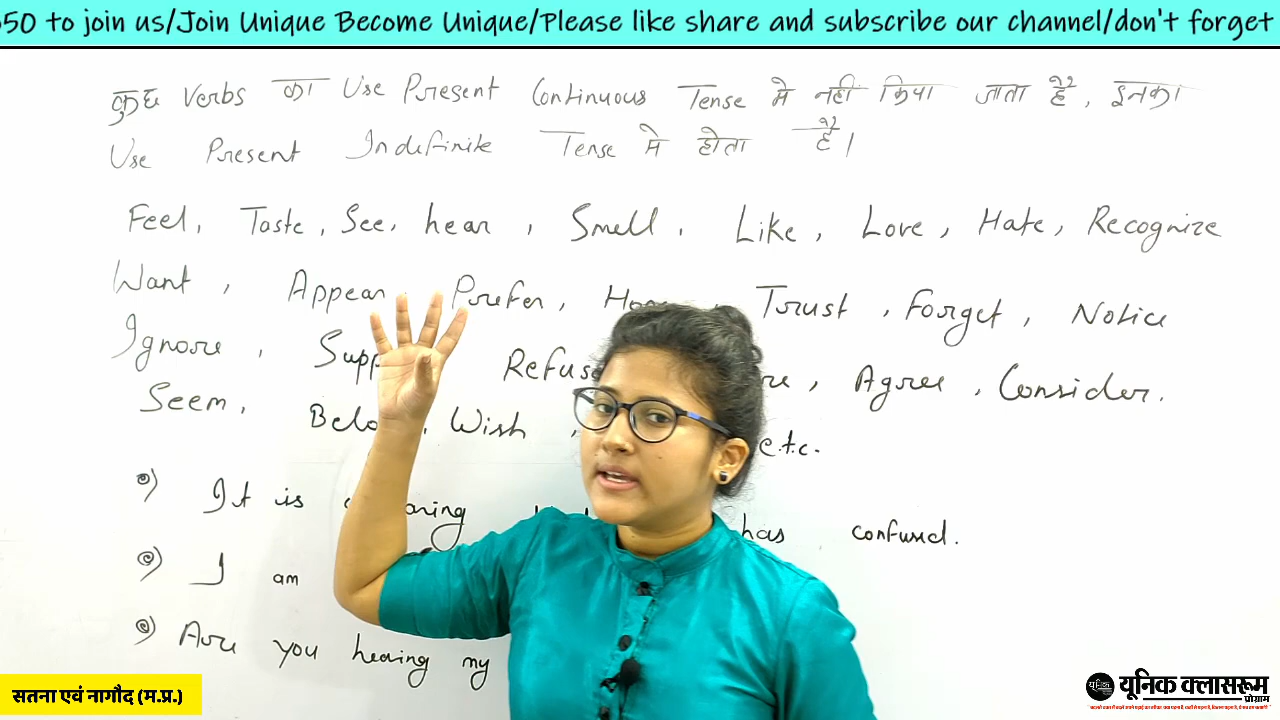 50 to join us/Join Unique Become Unique/Please like share and subscribe our channel/don't forget
कुछ Verbs का Use Present Continuous Tense मे नही किया जाता है, इनका
Use Present Indefinite Tense मे होता है।
Feel, Taste, See, hear, Smell, Like, Love, Hate, Recognize
Want, Appear, Prefer, Trust, Forget, Notice
Ignore, Agree, Consider.
Seem, Wish, e.t.c.
It is has confused.
I am
Are you hearing my
सतना एवं नागौद (म.प्र.)
यूनिक क्लासरूम
प्रोग्राम